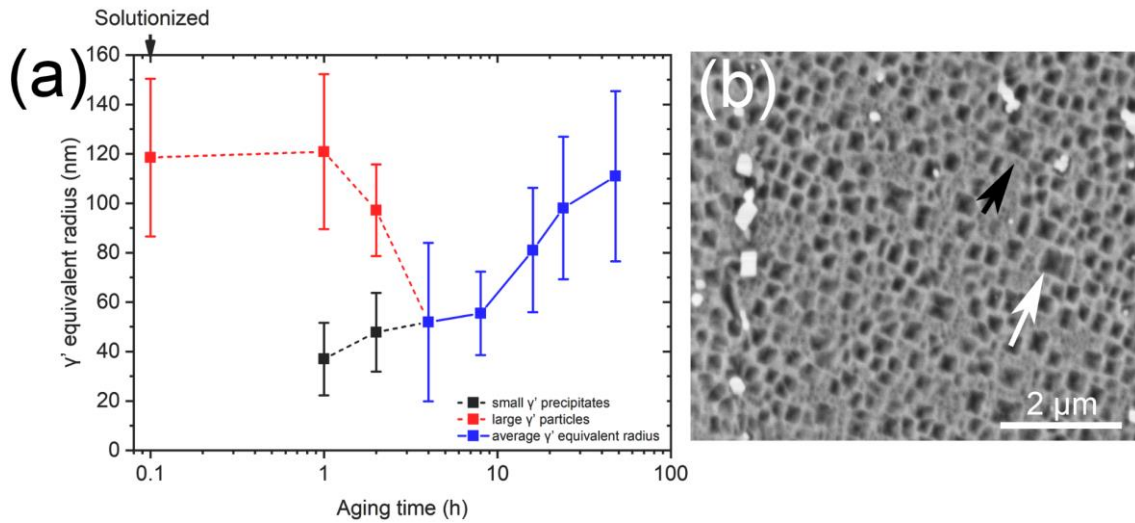 Solutionized
(a)
160
140
120
100
80
60
40
20
0
γ' equivalent radius (nm)
small γ' precipitates
large γ' particles
average γ' equivalent radius
0.1
1
10
100
Aging time (h)
(b)
2 μm